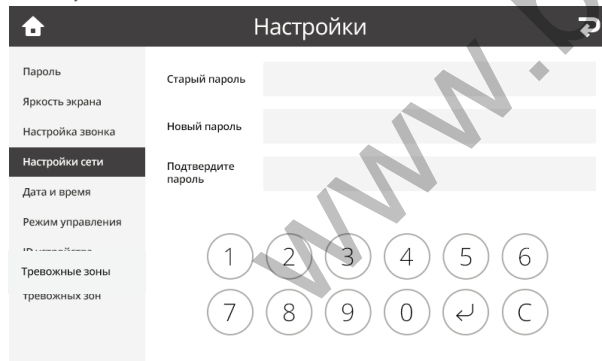 Настройки
Пароль
Яркость экрана
Настройка звонка
Настройки сети
Дата и время
Режим управления
Тревожные зоны
тревожных зон
Старый пароль
Новый пароль
Подтвердите
пароль
1 2 3 4 5 6
7 8 9 0 C
www.p